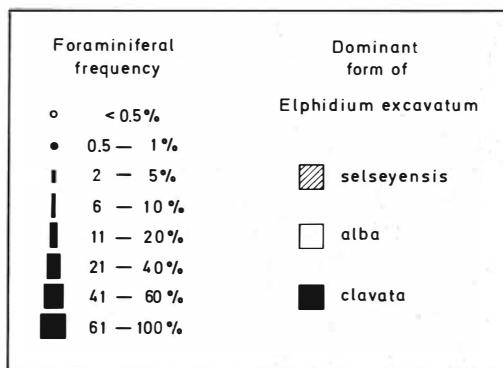 Foraminiferal
frequency
< 0.5 %
0.5 — 1 %
2 — 5 %
6 — 10 %
11 — 20 %
21 — 40 %
41 — 60 %
61 — 100 %
Dominant
form of
Elphidium excavatum
selseyensis
alba
clavata